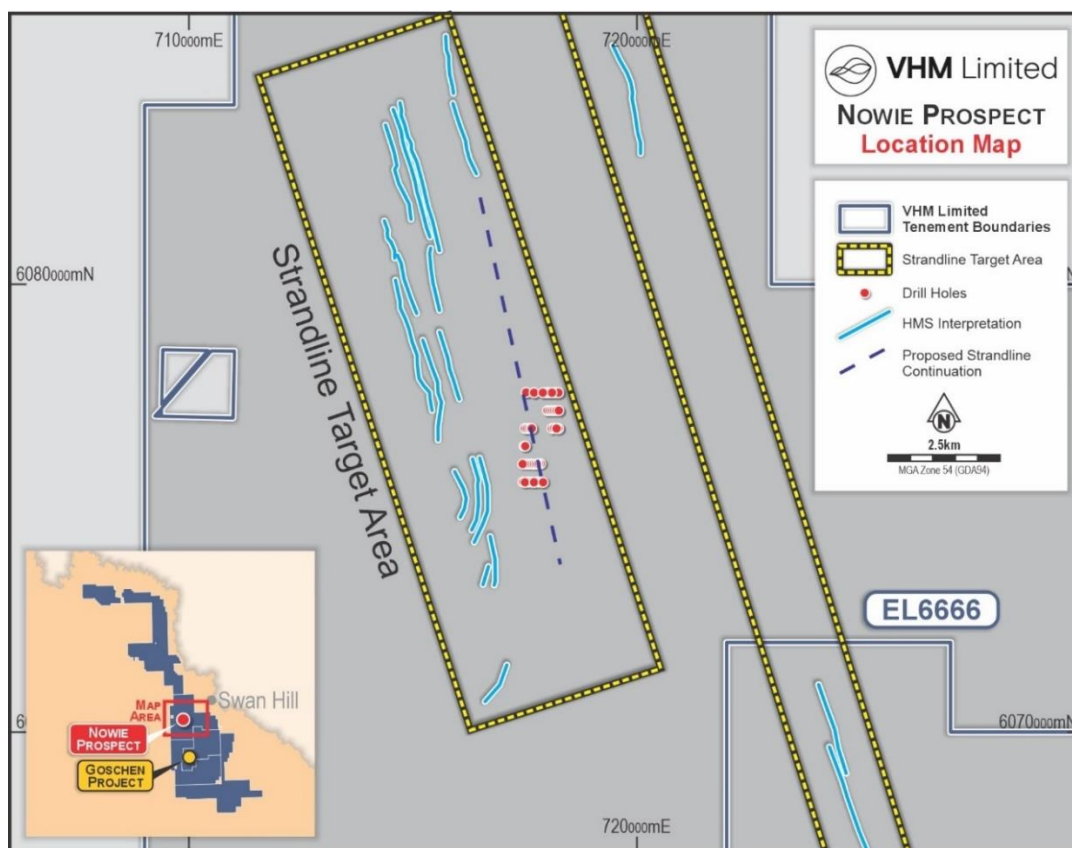 710000mE
720000mE
VHM Limited
NOWIE PROSPECT
Location Map
VHM Limited
Tenement Boundaries
Strandline Target Area
Drill Holes
HMS Interpretation
Proposed Strandline
Continuation
N
2.5km
MGA Zone 54 (GDA94)
6080000mN
N
Strandline Target Area
EL6666
Swan Hill
MAP
AREA
NOWIE
PROSPECT
GOSCHEN
PROJECT
6
6070000mN
720000mE